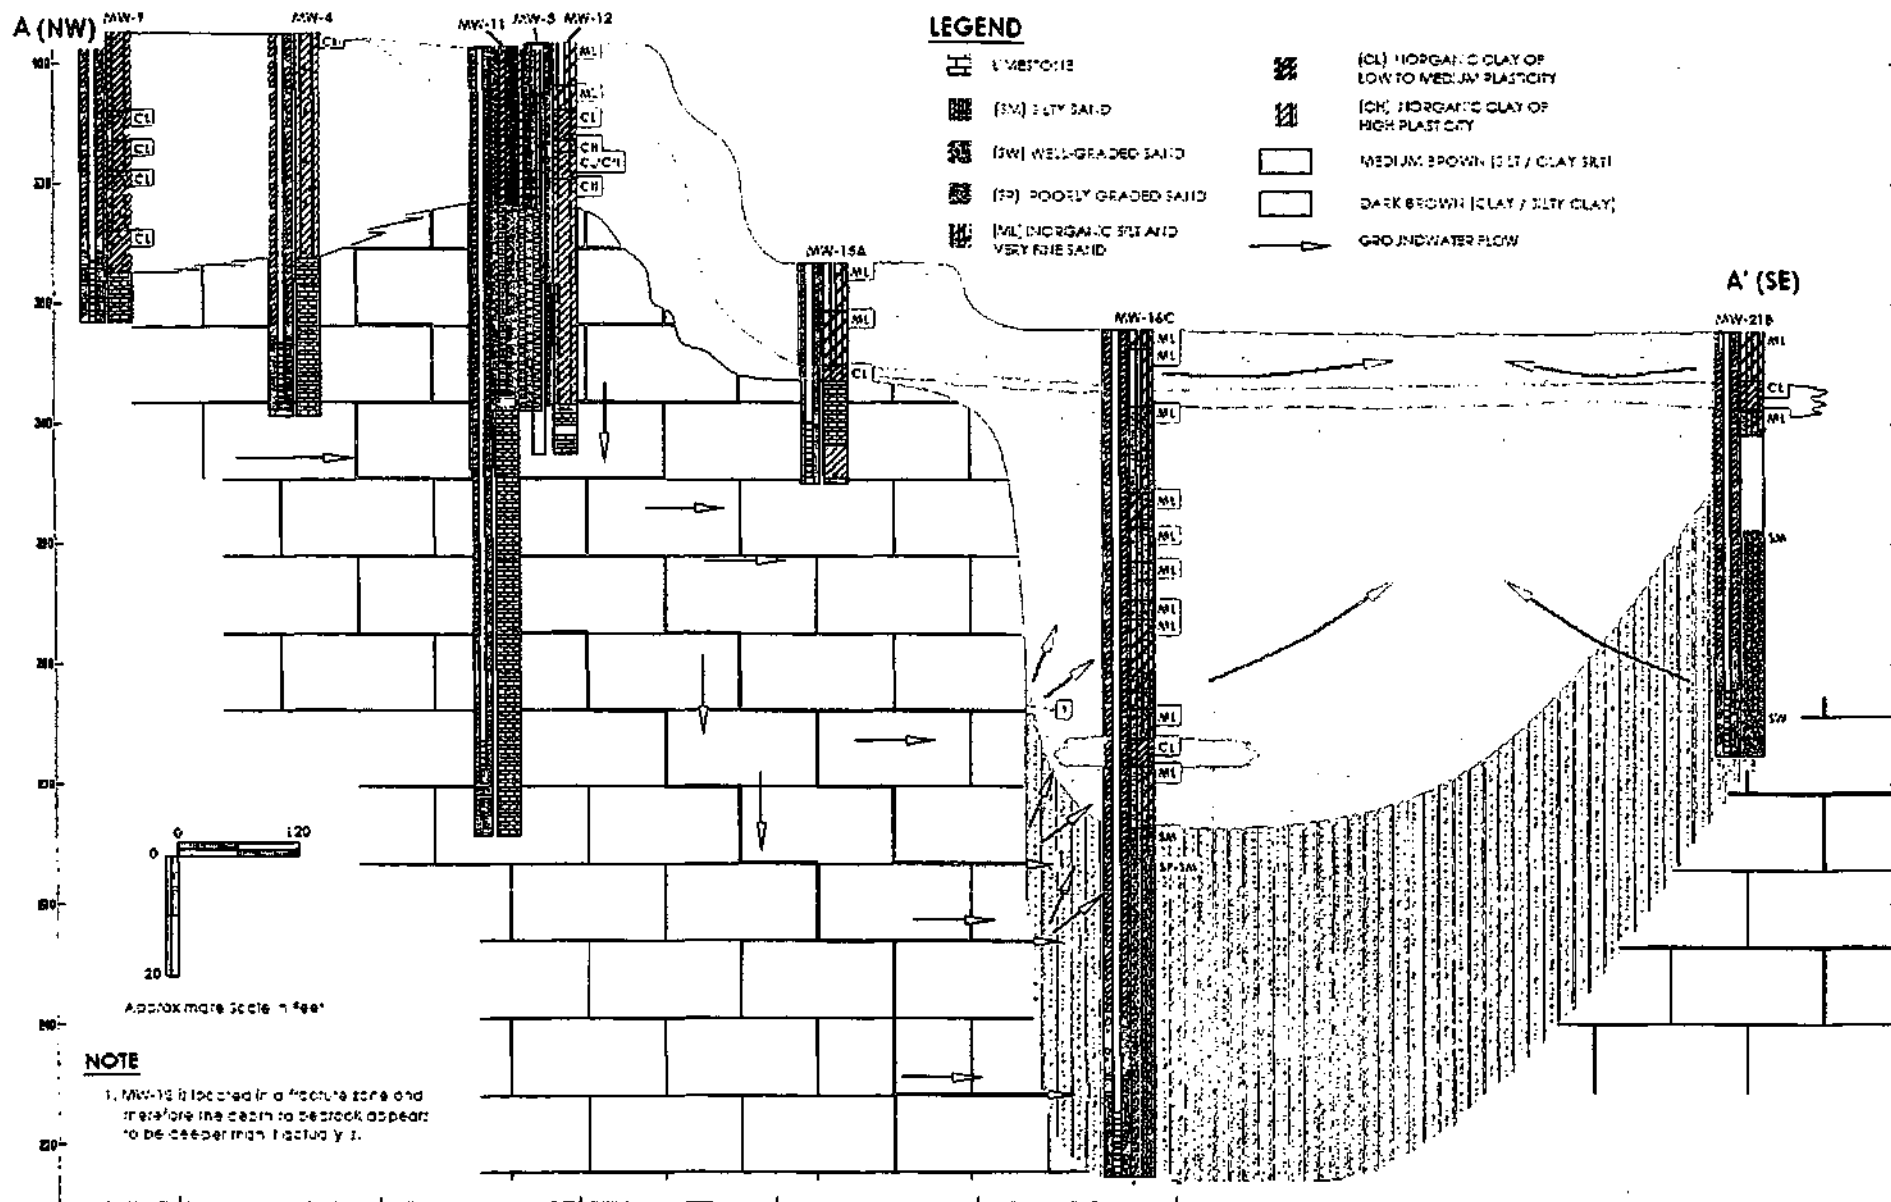 A (NW)
MW-9
MW-4
MW-11
MW-12
LEGEND
LIMESTONE
(SM) SILTY SAND
(SW) WELL-GRADED SAND
(SP) POORLY GRADED SAND
(ML) INORGANIC SILT AND
VERY FINE SAND
(CL) INORGANIC CLAY OF
LOW TO MEDIUM PLASTICITY
(CH) INORGANIC CLAY OF
HIGH PLASTICITY
MEDIUM BROWN (SILT / CLAY SILT)
DARK BROWN (CLAY / SILTY CLAY)
GROUNDWATER FLOW
CL
CL
CL
CL
CL
ML
ML
CL
CH
CL/CH
CH
MW-15A
ML
ML
CL
MW-16C
ML
ML
ML
ML
ML
ML
ML
ML
ML
CL
ML
SM
SP-SM
A' (SE)
MW-21B
ML
CL
ML
SM
SW
?
0 120
0
20
Approximate Scale in Feet
NOTE
1. is located in a fracture zone and
therefore the depth to bedrock appears
to be deeper than it actually is.